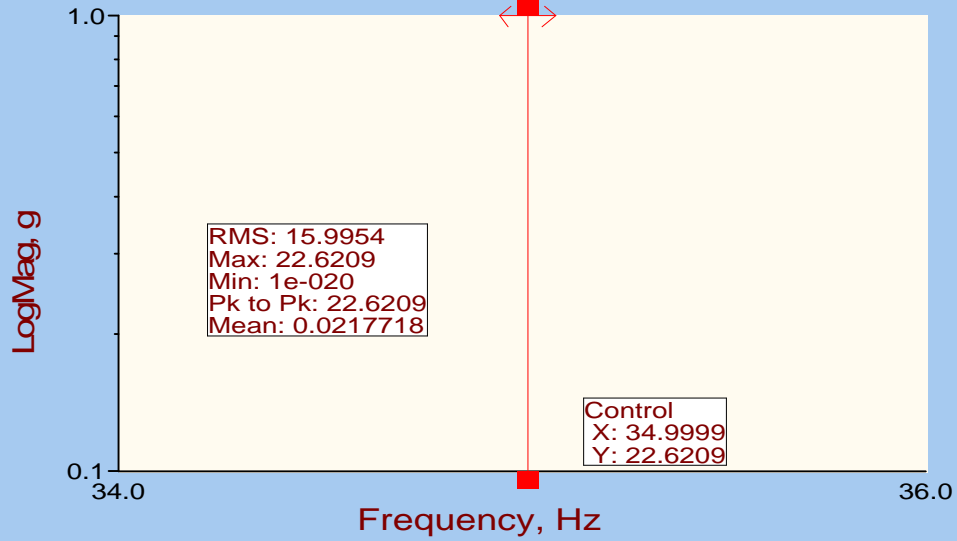 1.0
LogMag, g
RMS: 15.9954
Max: 22.6209
Min: 1e-020
Pk to Pk: 22.6209
Mean: 0.0217718
Control
X: 34.9999
Y: 22.6209
0.1
34.0
36.0
Frequency, Hz